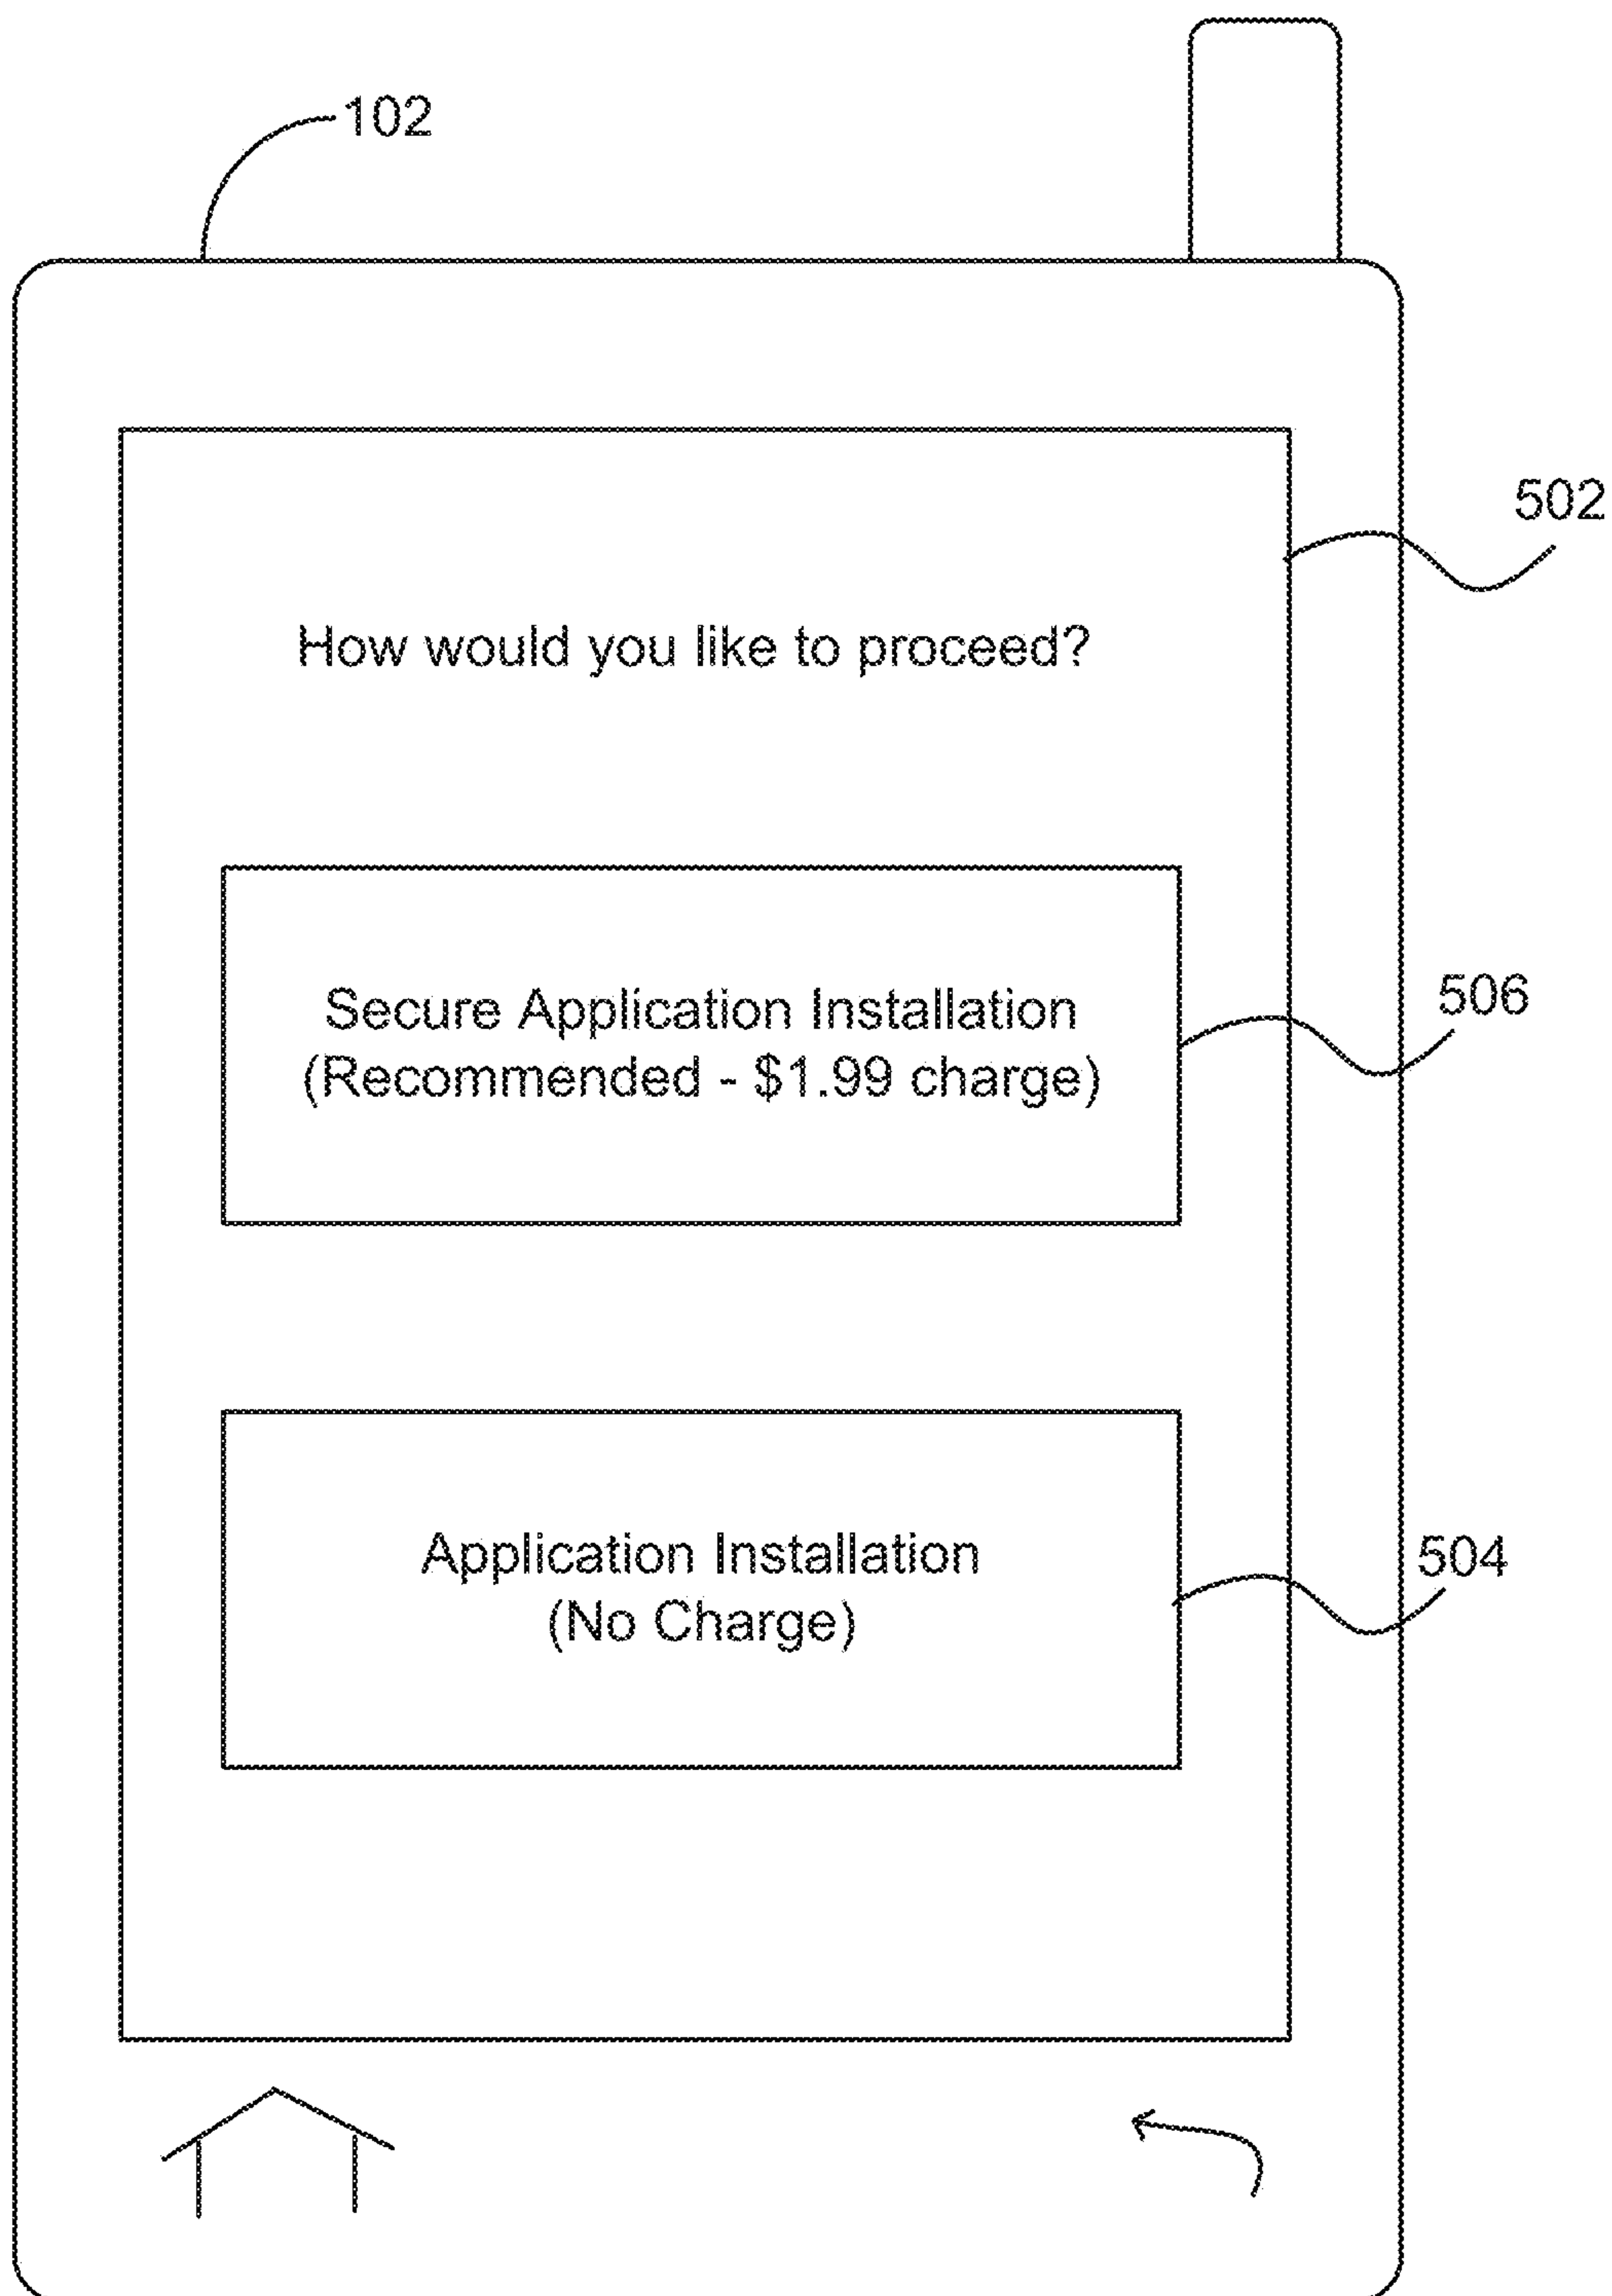 102
502
How would you like to proceed?
Secure Application Installation
(Recommended - $1.99 charge)
506
Application Installation
(No Charge)
504